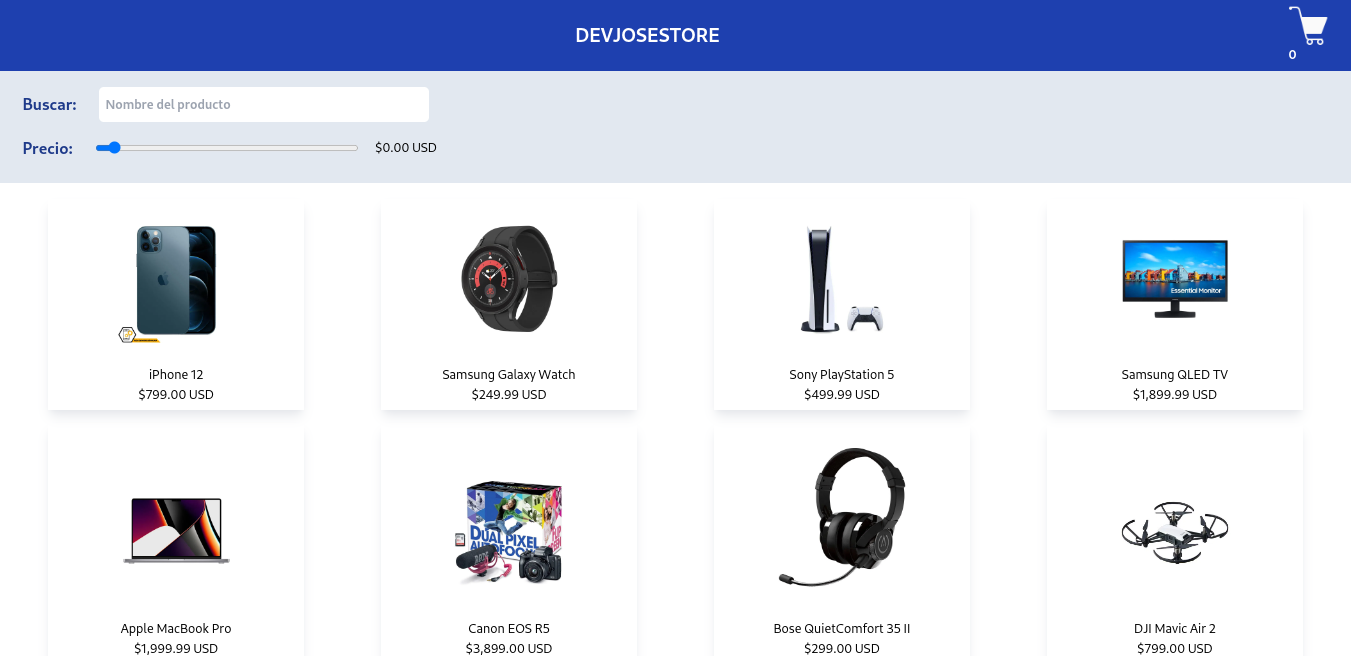 DEVJOSESTORE
0
Buscar:
Nombre del producto
Precio:
$0.00 USD
Essential Monitor
iPhone 12
Samsung Galaxy Watch
Sony PlayStation 5
Samsung QLED TV
$799.00 USD
$249.99 USD
$499.99 USD
$1,899.99 USD
DUAL PIXEL
AUTOFOCUS
Apple MacBook Pro
Canon EOS R5
Bose QuietComfort 35 II
DJI Mavic Air 2
$1,999.99 USD
$3,899.00 USD
$299.00 USD
$799.00 USD